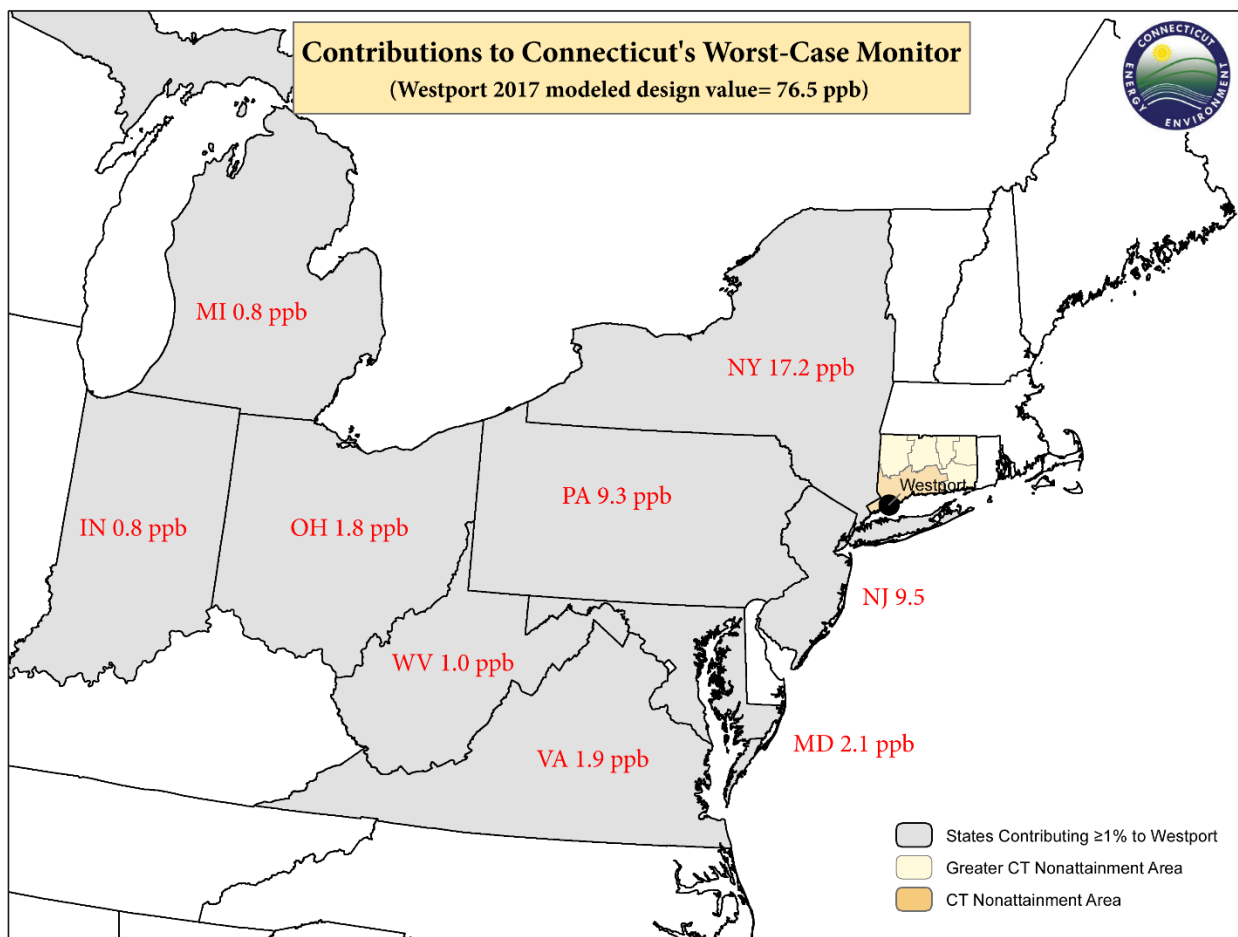 Contributions to Connecticut's Worst-Case Monitor
(Westport 2017 modeled design value= 76.5 ppb)
CONNECTICUT
ENERGY
ENVIRONMENT
MI 0.8 ppb
NY 17.2 ppb
Westport
PA 9.3 ppb
IN 0.8 ppb
OH 1.8 ppb
NJ 9.5
WV 1.0 ppb
MD 2.1 ppb
VA 1.9 ppb
States Contributing ≥1% to Westport
Greater CT Nonattainment Area
CT Nonattainment Area